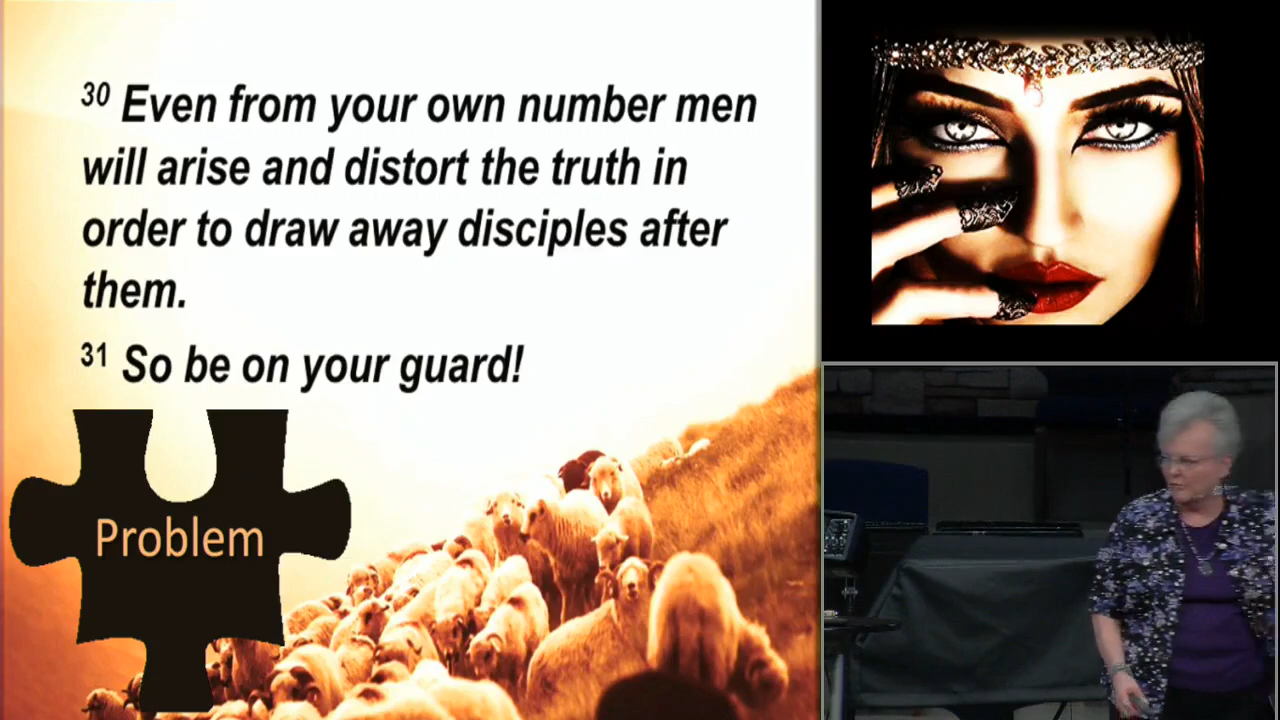 30 Even from your own number men
will arise and distort the truth in
order to draw away disciples after
them.
31 So be on your guard!
Problem